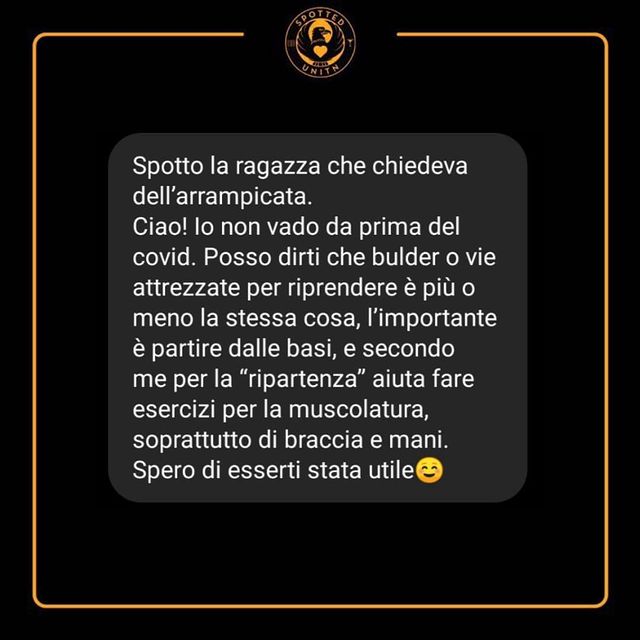 SPOTTED
UNITN
Spotto la ragazza che chiedeva
dell’arrampicata.
Ciao! Io non vado da prima del
covid. Posso dirti che bulder o vie
attrezzate per riprendere è più o
meno la stessa cosa, l’importante
è partire dalle basi, e secondo
me per la “ripartenza” aiuta fare
esercizi per la muscolatura,
soprattutto di braccia e mani.
Spero di esserti stata utile😊